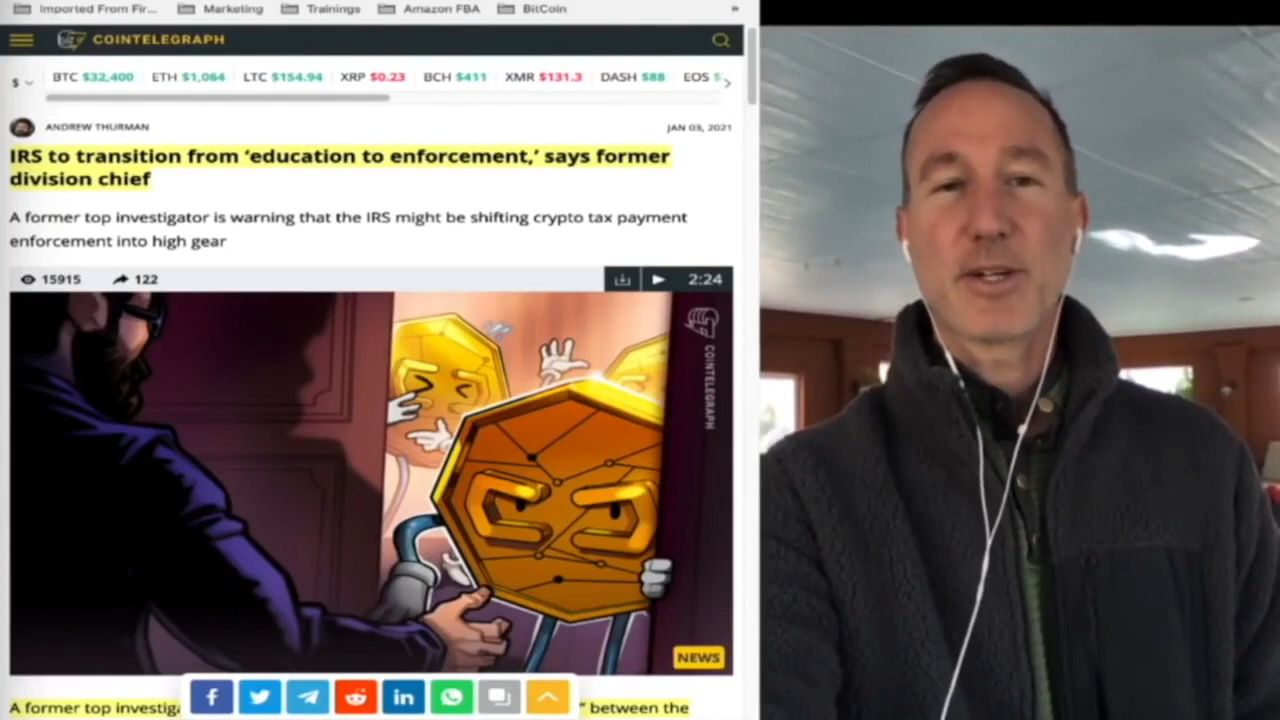 Imported From Fir... Marketing Trainings Amazon FBA BitCoin »
COINTELEGRAPH
$ BTC $32,400 ETH $1,064 LTC $154.94 XRP $0.23 BCH $411 XMR $131.3 DASH $88 EOS $
ANDREW THURMAN JAN 03, 2021
IRS to transition from ‘education to enforcement,’ says former
division chief
A former top investigator is warning that the IRS might be shifting crypto tax payment
enforcement into high gear
15915 122 2:24
COINTELEGRAPH
NEWS
A former top investiga ” between the